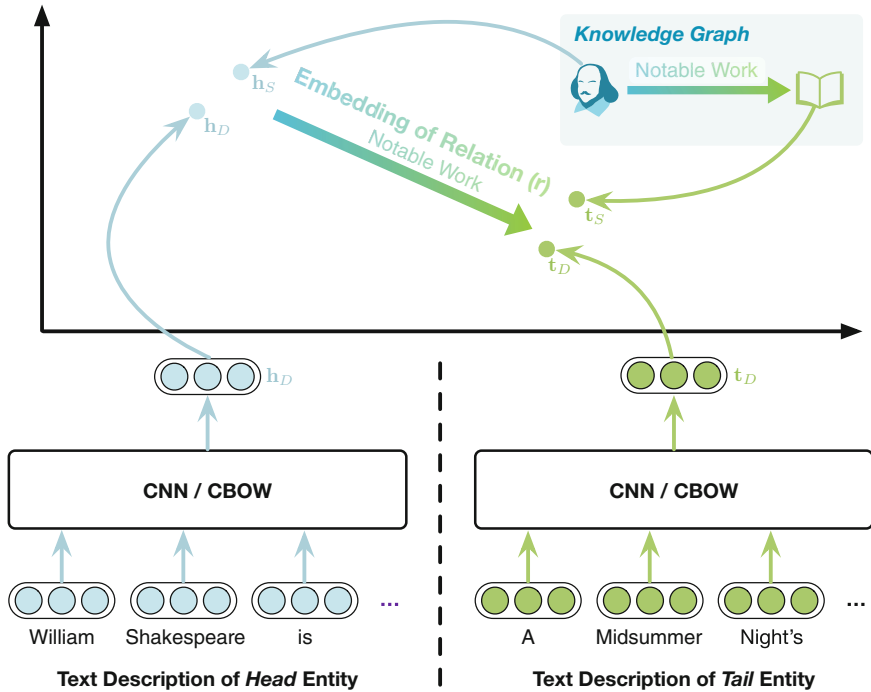 Knowledge Graph
Notable Work
h_S
h_D
Embedding of Relation (r)
Notable Work
t_S
t_D
h_D
t_D
CNN / CBOW
CNN / CBOW
...
...
William Shakespeare is
A Midsummer Night's
Text Description of Head Entity
Text Description of Tail Entity